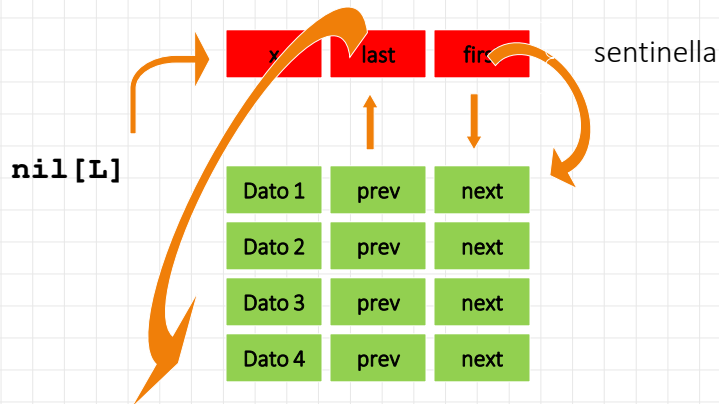 x last first sentinella
nil[L]
Dato 1 prev next
Dato 2 prev next
Dato 3 prev next
Dato 4 prev next